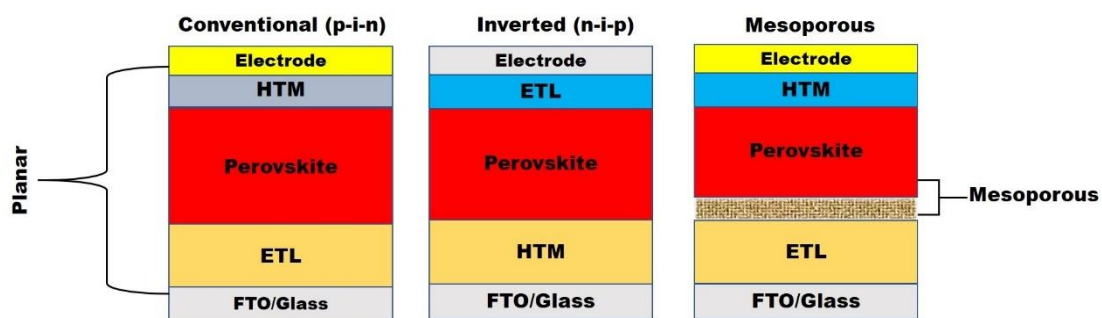 Conventional (p-i-n)
Electrode
HTM
Perovskite
ETL
FTO/Glass
Planar
Inverted (n-i-p)
Electrode
ETL
Perovskite
HTM
FTO/Glass
Mesoporous
Electrode
HTM
Perovskite
ETL
FTO/Glass
Mesoporous